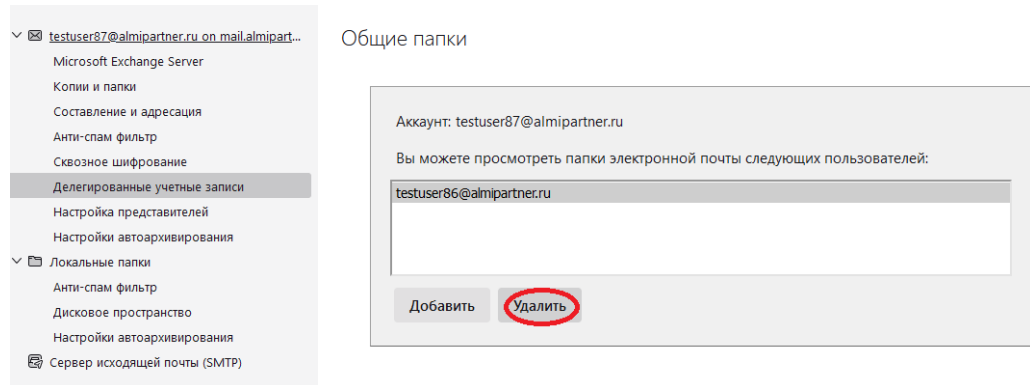 testuser87@almipartner.ru on mail.almipart...
Microsoft Exchange Server
Копии и папки
Составление и адресация
Анти-спам фильтр
Сквозное шифрование
Делегированные учетные записи
Настройка представителей
Настройки автоархивирования
Локальные папки
Анти-спам фильтр
Дисковое пространство
Настройки автоархивирования
Сервер исходящей почты (SMTP)
Общие папки
Аккаунт: testuser87@almipartner.ru
Вы можете просмотреть папки электронной почты следующих пользователей:
testuser86@almipartner.ru
Добавить Удалить